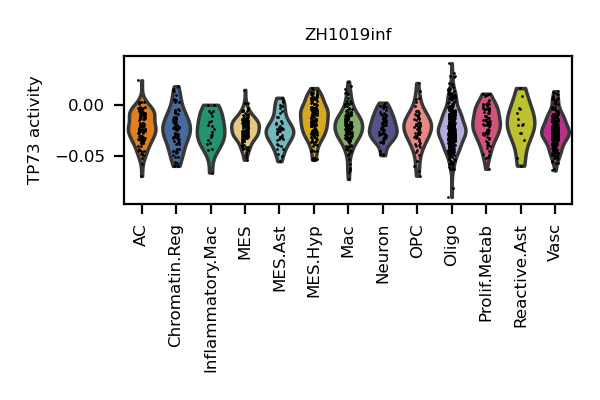 ZH1019inf
TP73 activity
0.00
−0.05
AC
Chromatin.Reg
Inflammatory.Mac
MES
MES.Ast
MES.Hyp
Mac
Neuron
OPC
Oligo
Prolif.Metab
Reactive.Ast
Vasc